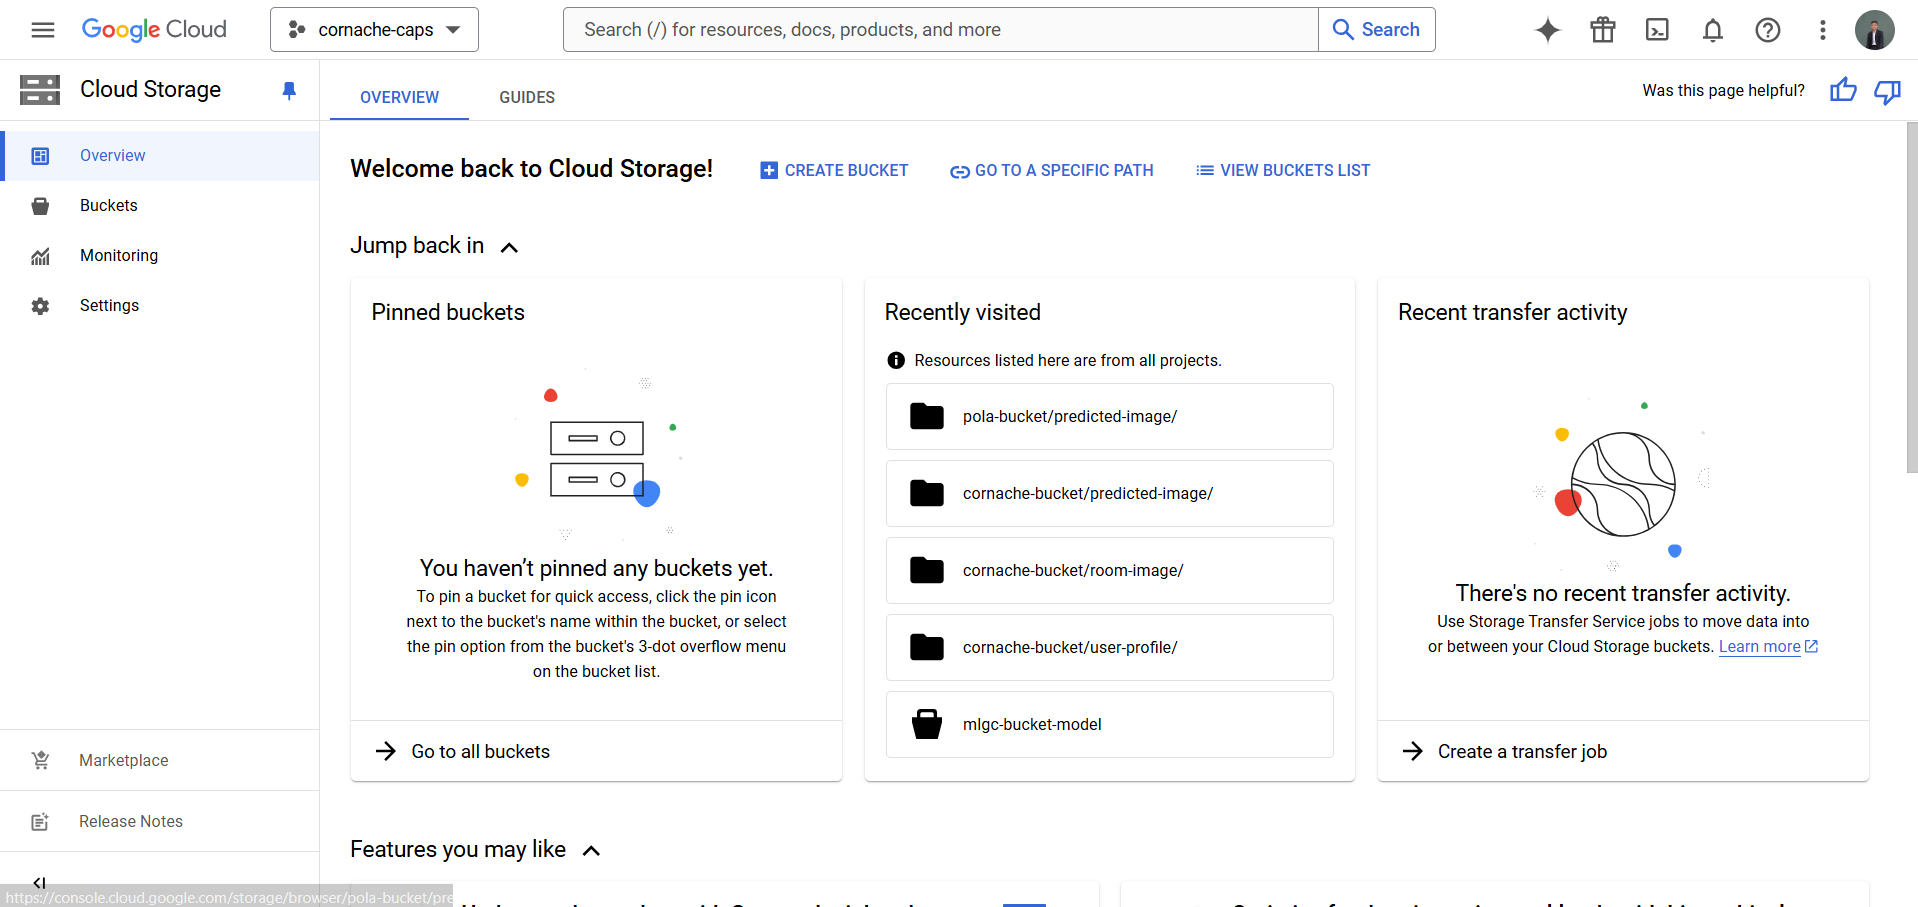 Google Cloud
cornache-caps
Search (/) for resources, docs, products, and more
Search
Cloud Storage
OVERVIEW
GUIDES
Was this page helpful?
Overview
Buckets
Monitoring
Settings
Marketplace
Release Notes
Welcome back to Cloud Storage!
CREATE BUCKET
GO TO A SPECIFIC PATH
VIEW BUCKETS LIST
Jump back in
Pinned buckets
You haven’t pinned any buckets yet.
To pin a bucket for quick access, click the pin icon
next to the bucket's name within the bucket, or select
the pin option from the bucket's 3-dot overflow menu
on the bucket list.
Go to all buckets
Recently visited
Resources listed here are from all projects.
pola-bucket/predicted-image/
cornache-bucket/predicted-image/
cornache-bucket/room-image/
cornache-bucket/user-profile/
mlgc-bucket-model
Recent transfer activity
There's no recent transfer activity.
Use Storage Transfer Service jobs to move data into
or between your Cloud Storage buckets. Learn more
Create a transfer job
Features you may like
https://console.cloud.google.com/storage/browser/pola-bucket/pre